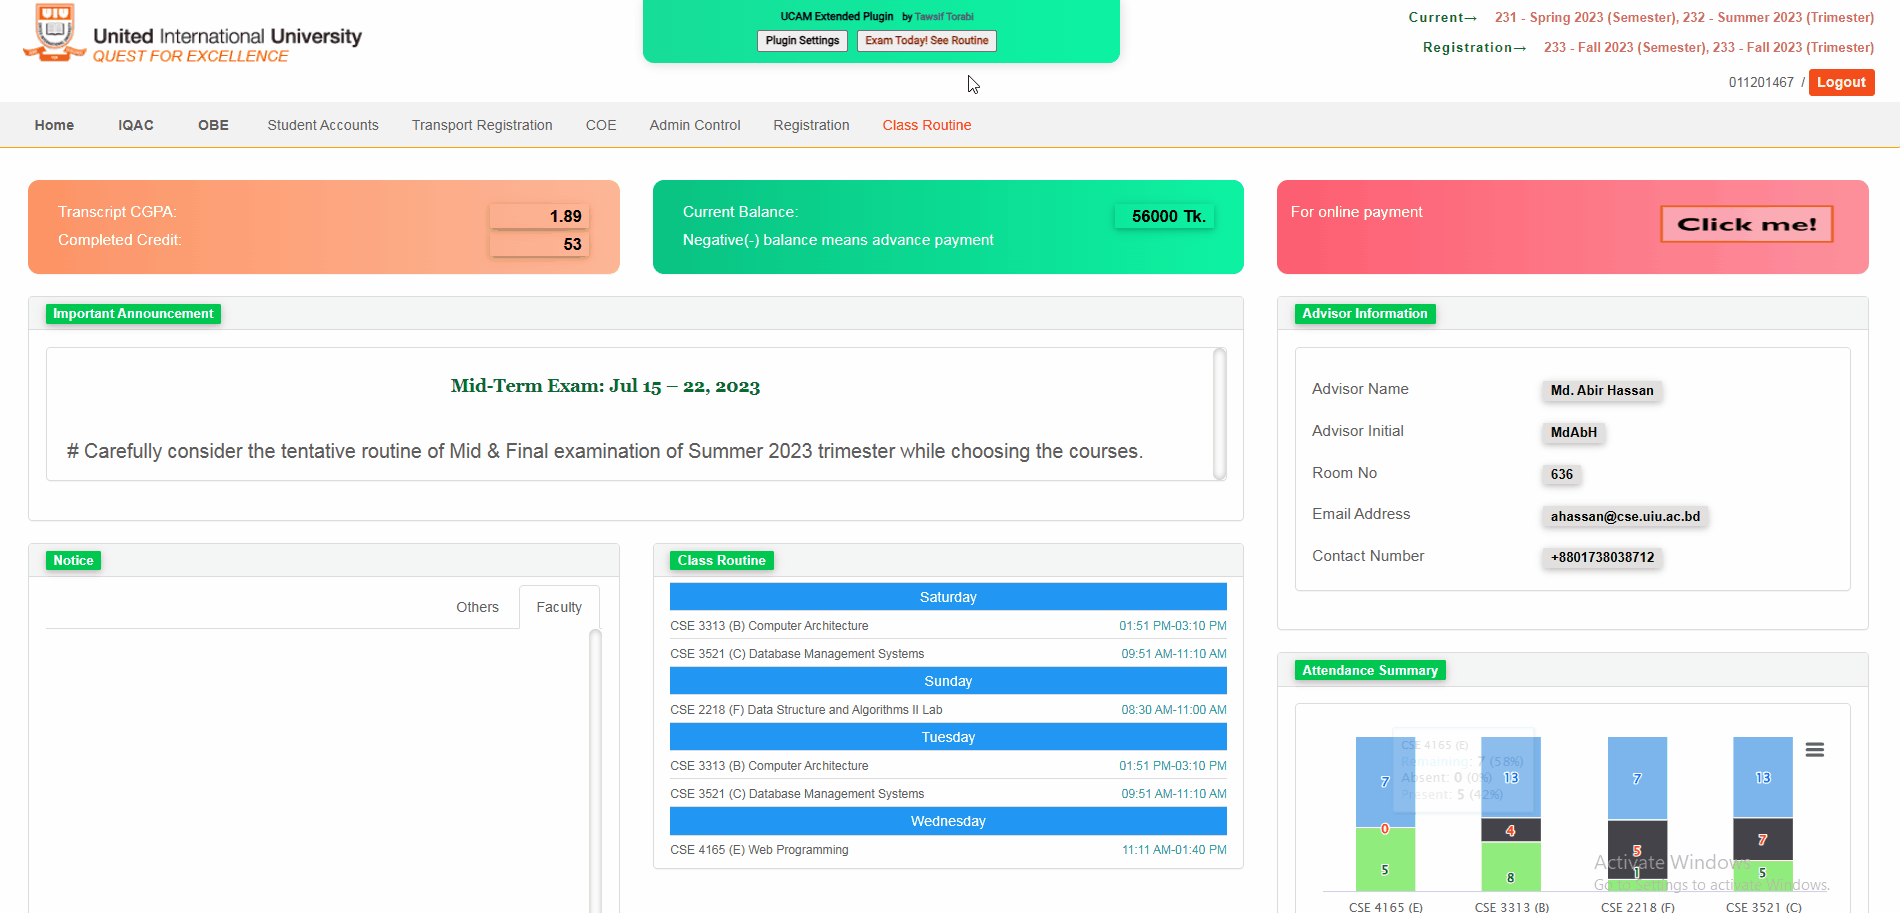 United International University
QUEST FOR EXCELLENCE
UCAM Extended Plugin by Tawsif Torabi
Plugin Settings
Exam Today! See Routine
Current→ 231 - Spring 2023 (Semester), 232 - Summer 2023 (Trimester)
Registration→ 233 - Fall 2023 (Semester), 233 - Fall 2023 (Trimester)
011201467 / Logout
Home IQAC OBE Student Accounts Transport Registration COE Admin Control Registration Class Routine
Transcript CGPA: 1.89
Completed Credit: 53
Current Balance: 56000 Tk.
Negative(-) balance means advance payment
For online payment
Click me!
Important Announcement
Mid-Term Exam: Jul 15 – 22, 2023
# Carefully consider the tentative routine of Mid & Final examination of Summer 2023 trimester while choosing the courses.
Advisor Information
Advisor Name Md. Abir Hassan
Advisor Initial MdAbH
Room No 636
Email Address ahassan@cse.uiu.ac.bd
Contact Number +8801738038712
Notice
Others Faculty
Class Routine
Saturday
CSE 3313 (B) Computer Architecture 01:51 PM-03:10 PM
CSE 3521 (C) Database Management Systems 09:51 AM-11:10 AM
Sunday
CSE 2218 (F) Data Structure and Algorithms II Lab 08:30 AM-11:00 AM
Tuesday
CSE 3313 (B) Computer Architecture 01:51 PM-03:10 PM
CSE 3521 (C) Database Management Systems 09:51 AM-11:10 AM
Wednesday
CSE 4165 (E) Web Programming 11:11 AM-01:40 PM
Attendance Summary
CSE 4165 (E)
Remaining: 7 (58%)
Absent: 0 (0%)
Present: 5 (42%)
7 13 7 13
0 4 5 7
5 8 1 5
CSE 4165 (E) CSE 3313 (B) CSE 2218 (F) CSE 3521 (C)
Activate Windows
Go to Settings to activate Windows.